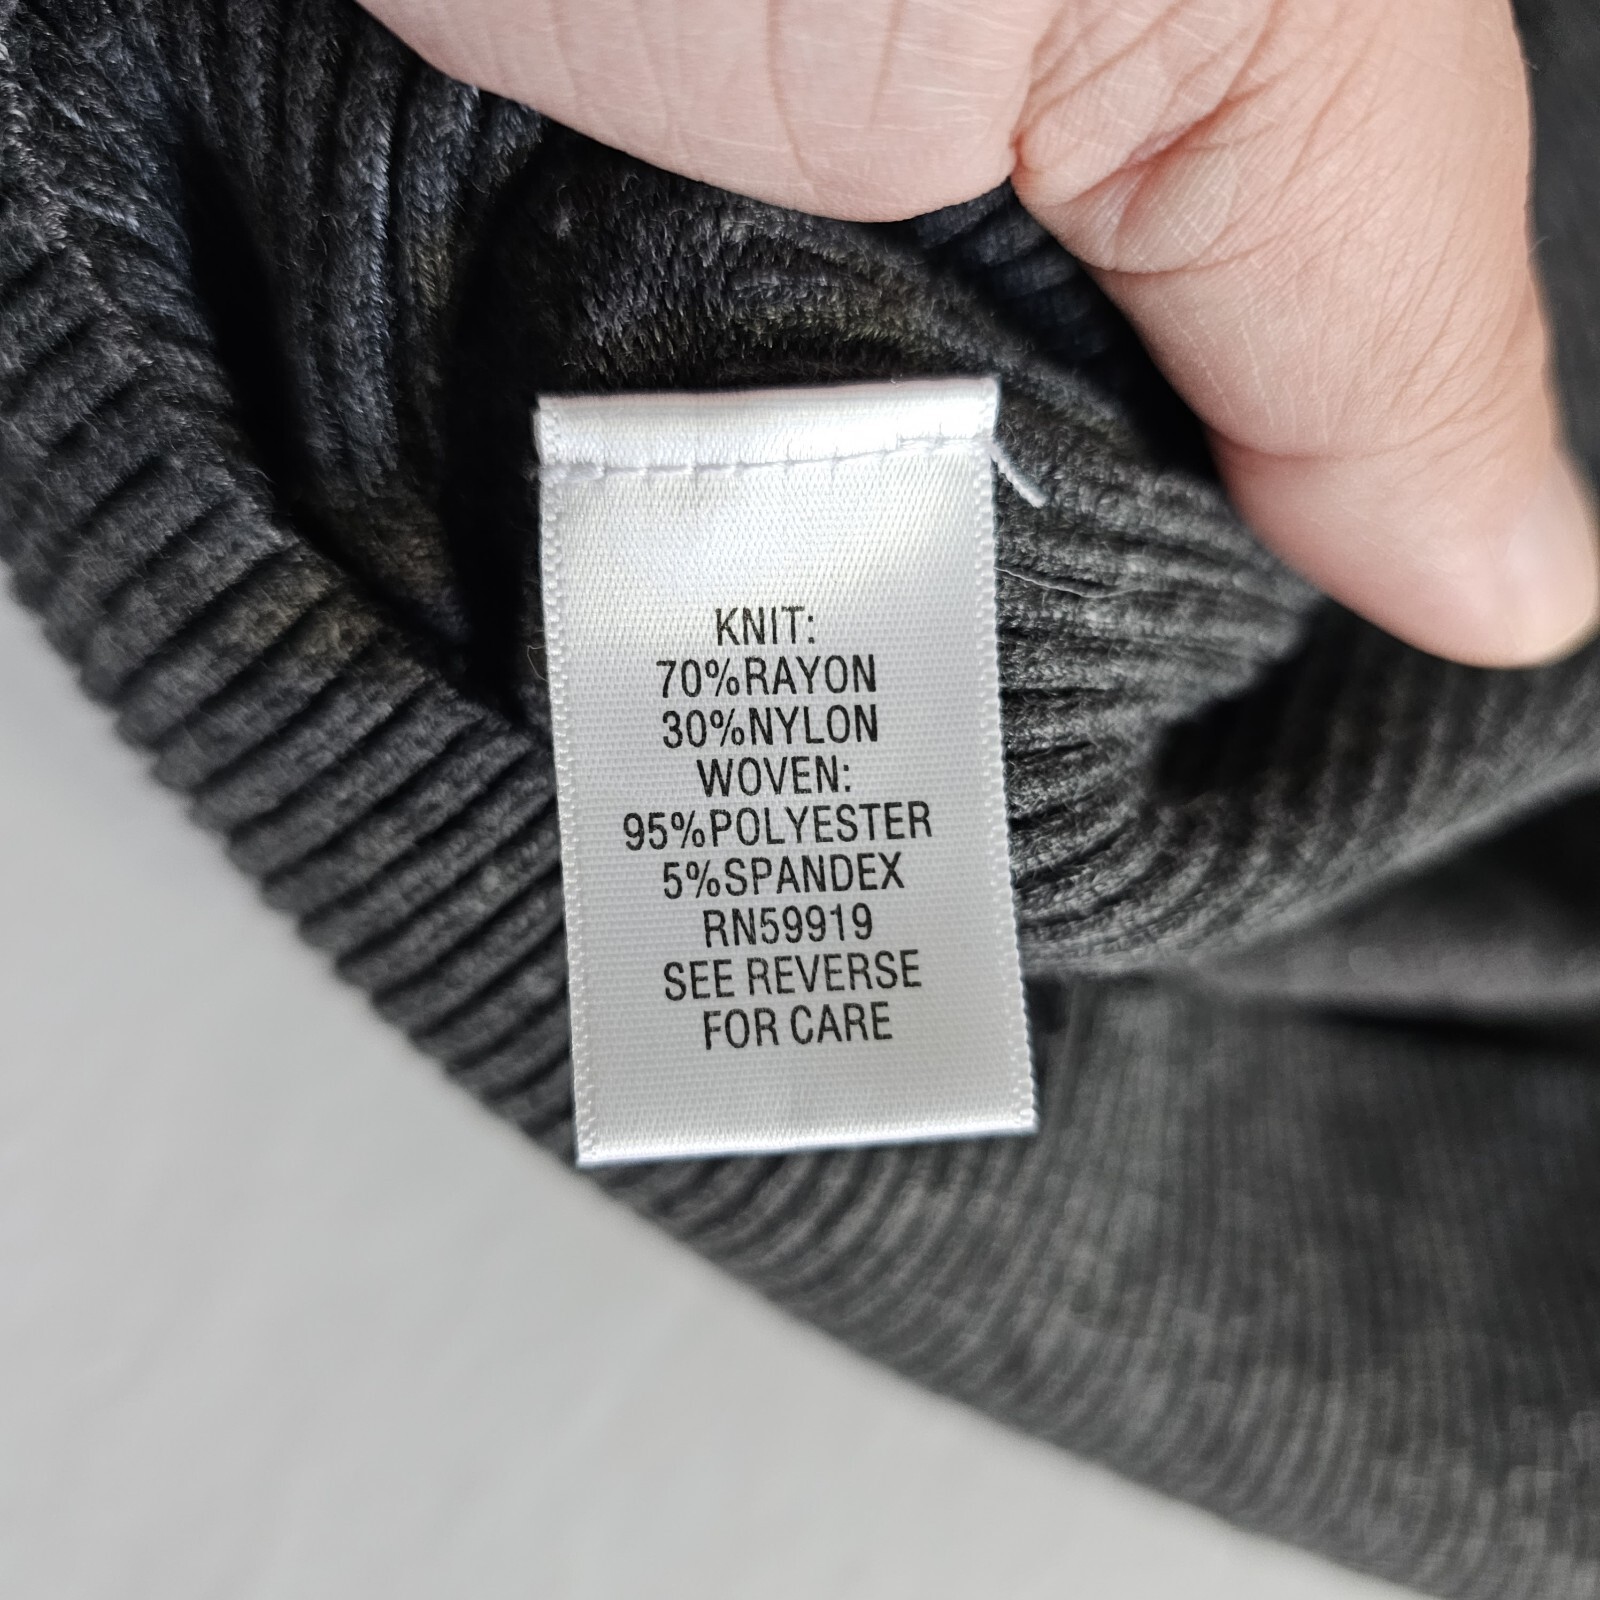 KNIT:
70%RAYON
30%NYLON
WOVEN:
95%POLYESTER
5%SPANDEX
RN59919
SEE REVERSE
FOR CARE